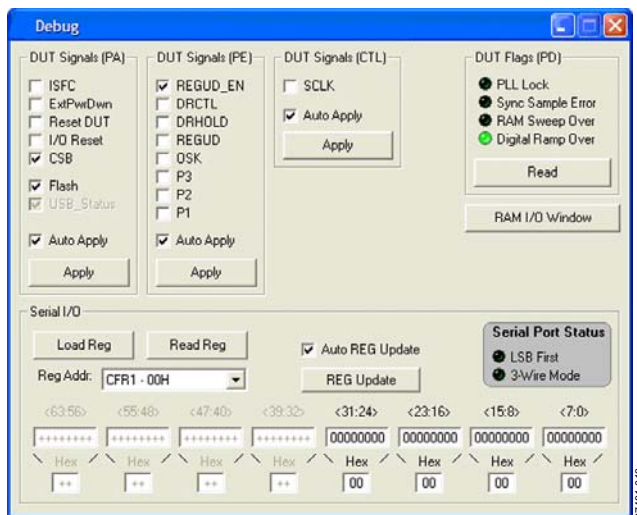 Debug
DUT Signals (PA)
ISFC
ExtPwrDwn
Reset DUT
I/O Reset
CSB
Flash
USB_Status
Auto Apply
Apply
DUT Signals (PE)
REGUD_EN
DRCTL
DRHOLD
REGUD
OSK
P3
P2
P1
Auto Apply
Apply
DUT Signals (CTL)
SCLK
Auto Apply
Apply
DUT Flags (PD)
PLL Lock
Sync Sample Error
RAM Sweep Over
Digital Ramp Over
Read
RAM I/O Window
Serial I/O
Load Reg Read Reg
Auto REG Update
Reg Addr: CFR1 - 00H
REG Update
Serial Port Status
LSB First
3-Wire Mode
<63:56> <55:48> <47:40> <39:32> <31:24> <23:16> <15:8> <7:0>
++++++++ ++++++++ ++++++++ ++++++++ 00000000 00000000 00000000 00000000
Hex Hex Hex Hex Hex Hex Hex Hex
++ ++ ++ ++ 00 00 00 00